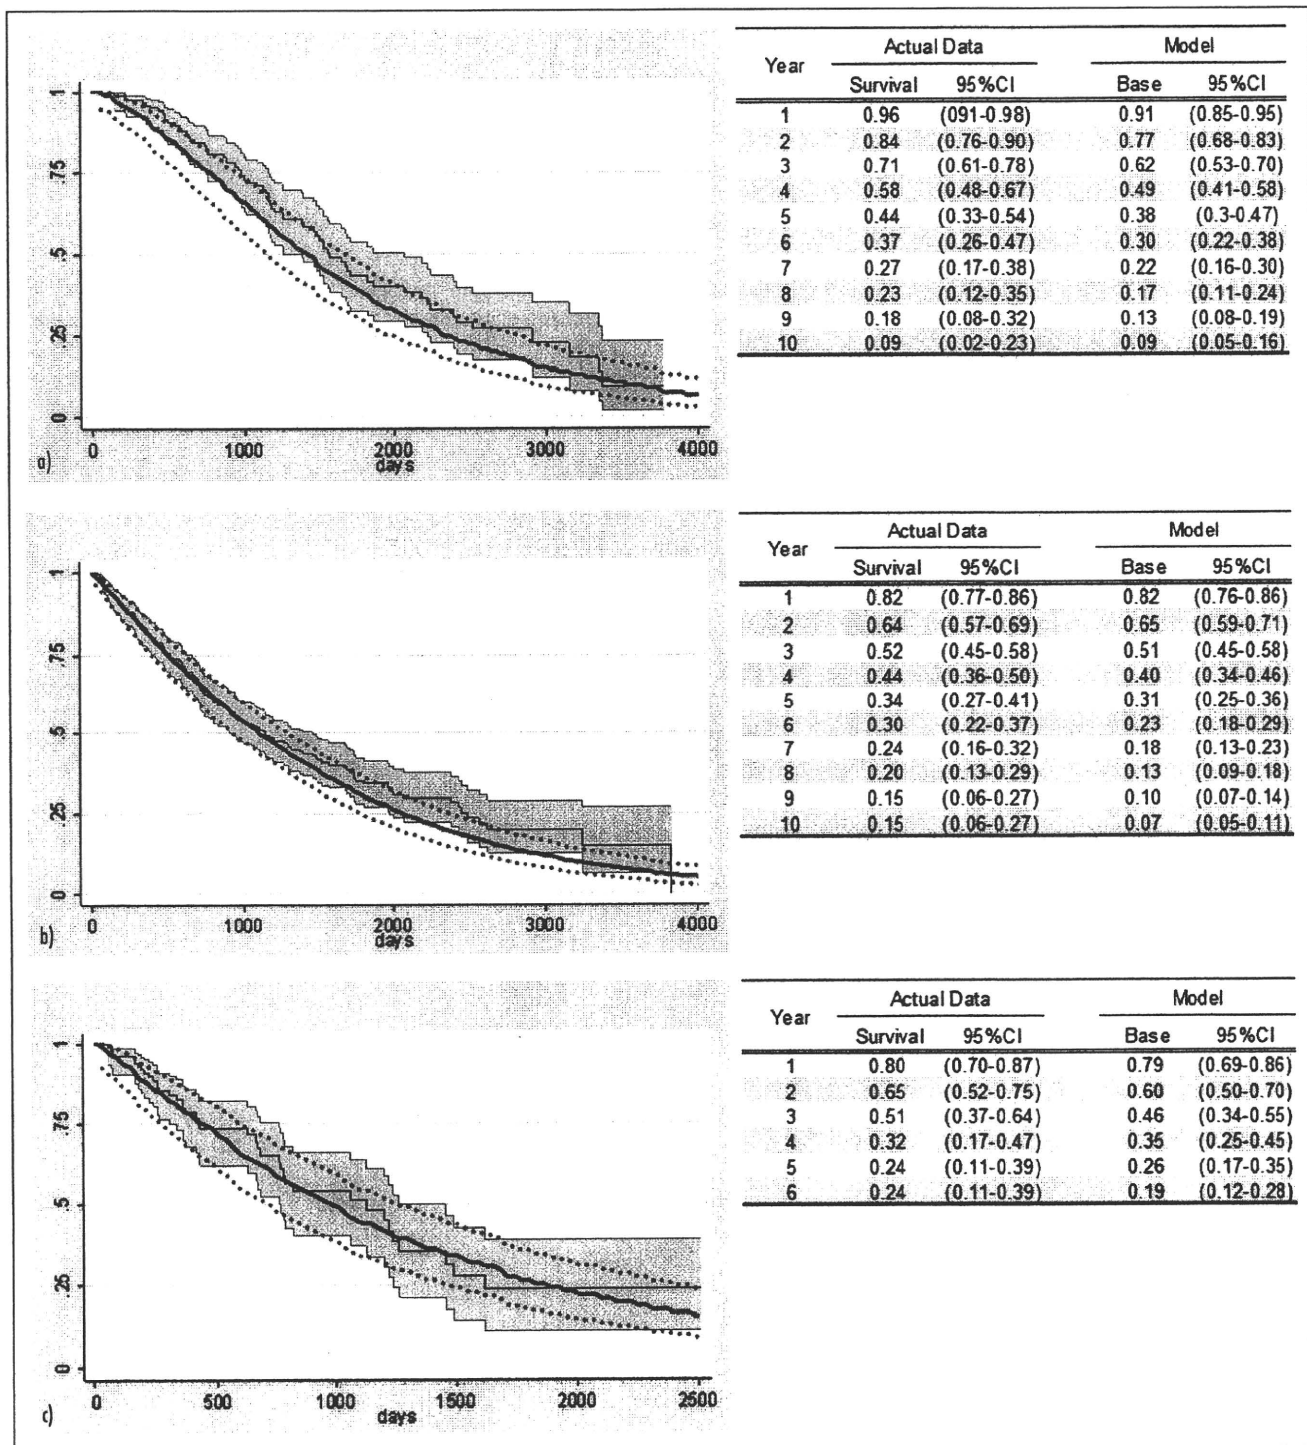 1
.75
.5
.25
0
0 1000 2000 3000 4000
days
a)
Year Actual Data Model
Survival 95%CI Base 95%CI
1 0.96 (091-0.98) 0.91 (0.85-0.95)
2 0.84 (0.76-0.90) 0.77 (0.68-0.83)
3 0.71 (0.61-0.78) 0.62 (0.53-0.70)
4 0.58 (0.48-0.67) 0.49 (0.41-0.58)
5 0.44 (0.33-0.54) 0.38 (0.3-0.47)
6 0.37 (0.26-0.47) 0.30 (0.22-0.38)
7 0.27 (0.17-0.38) 0.22 (0.16-0.30)
8 0.23 (0.12-0.35) 0.17 (0.11-0.24)
9 0.18 (0.08-0.32) 0.13 (0.08-0.19)
10 0.09 (0.02-0.23) 0.09 (0.05-0.16)
1
.75
.5
.25
0
0 1000 2000 3000 4000
days
b)
Year Actual Data Model
Survival 95%CI Base 95%CI
1 0.82 (0.77-0.86) 0.82 (0.76-0.86)
2 0.64 (0.57-0.69) 0.65 (0.59-0.71)
3 0.52 (0.45-0.58) 0.51 (0.45-0.58)
4 0.44 (0.36-0.50) 0.40 (0.34-0.46)
5 0.34 (0.27-0.41) 0.31 (0.25-0.36)
6 0.30 (0.22-0.37) 0.23 (0.18-0.29)
7 0.24 (0.16-0.32) 0.18 (0.13-0.23)
8 0.20 (0.13-0.29) 0.13 (0.09-0.18)
9 0.15 (0.06-0.27) 0.10 (0.07-0.14)
10 0.15 (0.06-0.27) 0.07 (0.05-0.11)
1
.75
.5
.25
0
0 500 1000 1500 2000 2500
days
c)
Year Actual Data Model
Survival 95%CI Base 95%CI
1 0.80 (0.70-0.87) 0.79 (0.69-0.86)
2 0.65 (0.52-0.75) 0.60 (0.50-0.70)
3 0.51 (0.37-0.64) 0.46 (0.34-0.55)
4 0.32 (0.17-0.47) 0.35 (0.25-0.45)
5 0.24 (0.11-0.39) 0.26 (0.17-0.35)
6 0.24 (0.11-0.39) 0.19 (0.12-0.28)